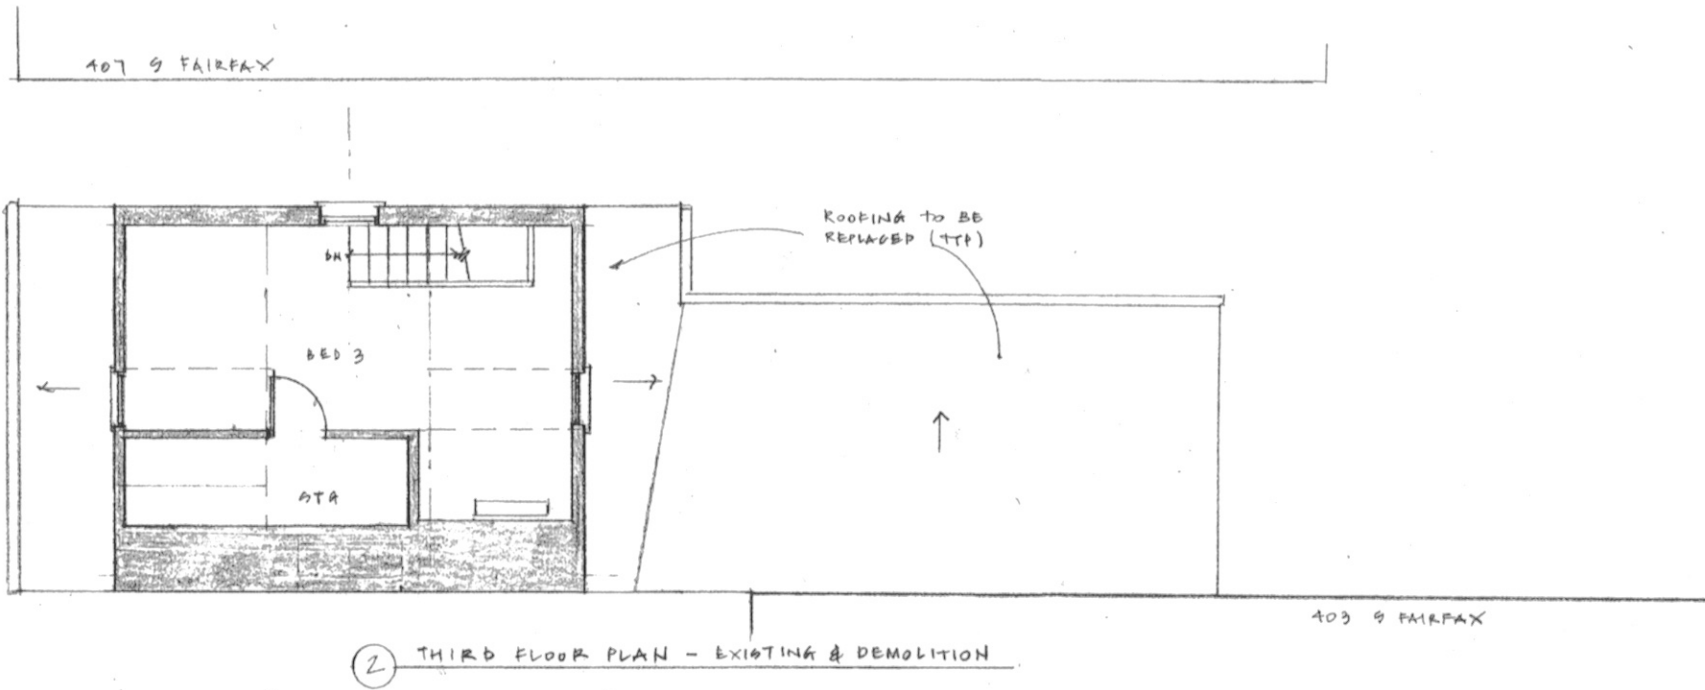 407 S FAIRFAX
ROOFING TO BE
REPLACED (TYP)
DN
BED 3
STG
403 S FAIRFAX
2 THIRD FLOOR PLAN - EXISTING & DEMOLITION